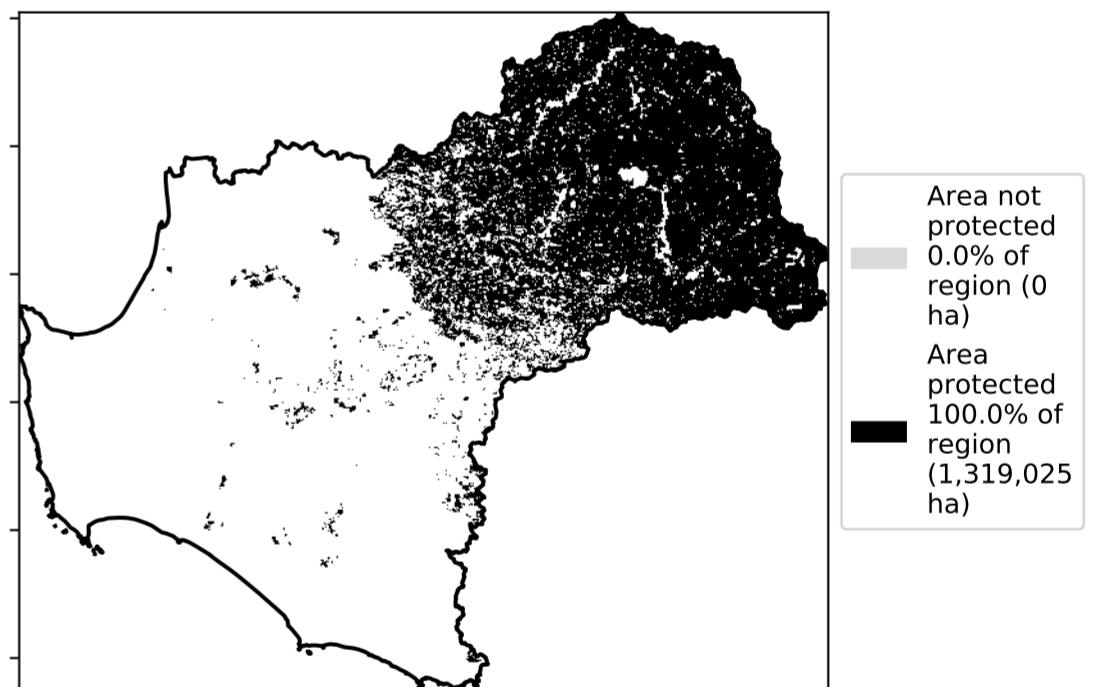 Area not
protected
0.0% of
region (0
ha)
Area
protected
100.0% of
region
(1,319,025
ha)